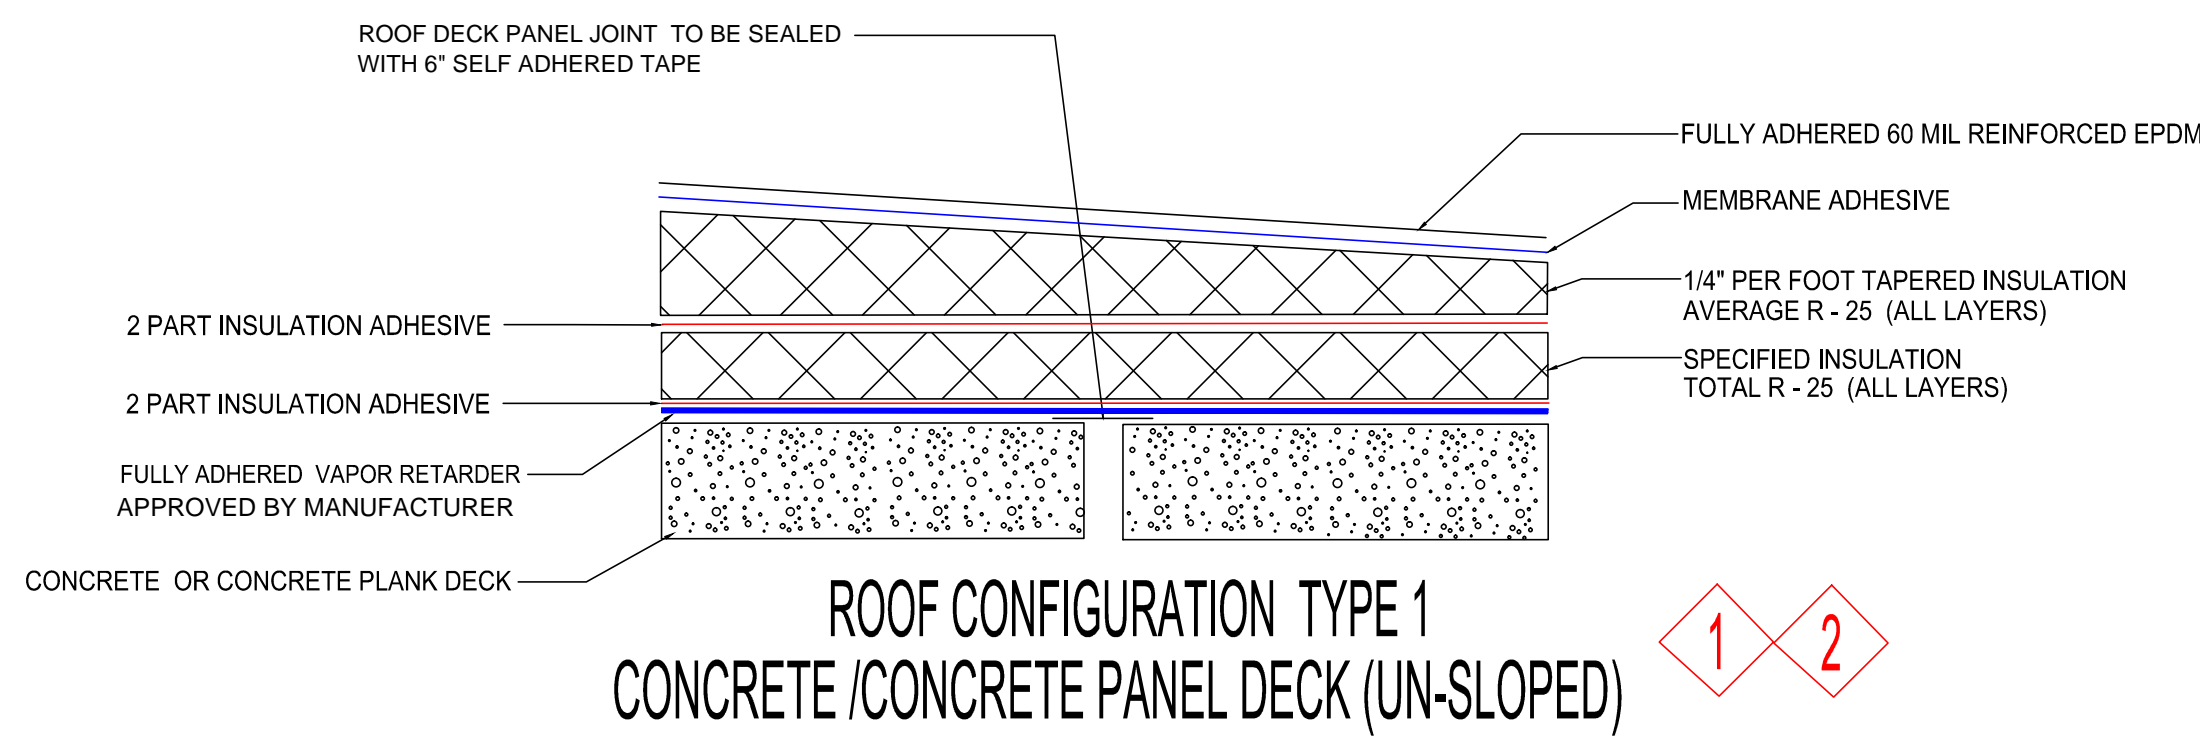 ROOF DECK PANEL JOINT TO BE SEALED
WITH 6" SELF ADHERED TAPE
FULLY ADHERED 60 MIL REINFORCED EPDM
MEMBRANE ADHESIVE
1/4" PER FOOT TAPERED INSULATION
AVERAGE R - 25 (ALL LAYERS)
2 PART INSULATION ADHESIVE
SPECIFIED INSULATION
TOTAL R - 25 (ALL LAYERS)
2 PART INSULATION ADHESIVE
FULLY ADHERED VAPOR RETARDER
APPROVED BY MANUFACTURER
CONCRETE OR CONCRETE PLANK DECK
ROOF CONFIGURATION TYPE 1
CONCRETE /CONCRETE PANEL DECK (UN-SLOPED)
1 2